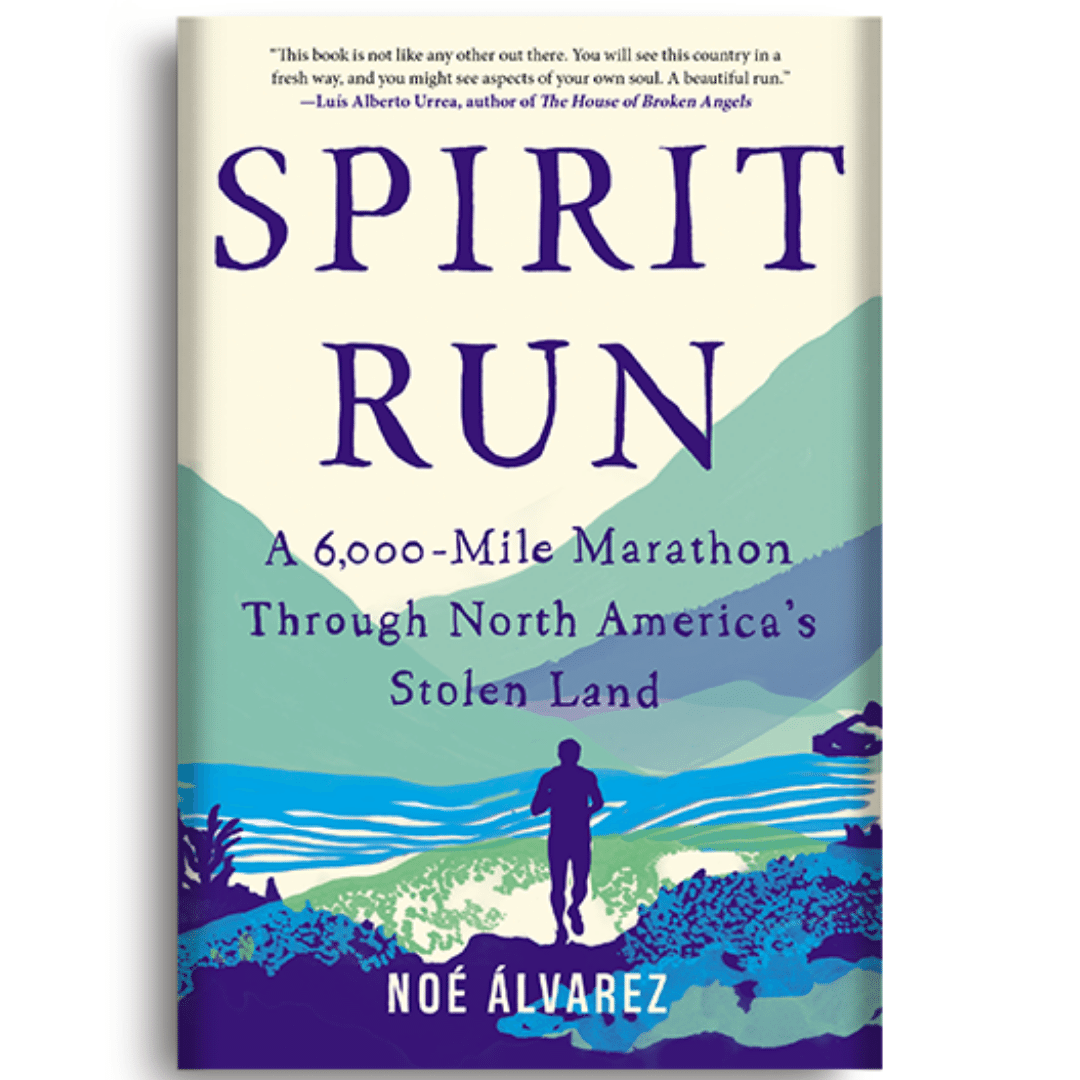 "This book is not like any other out there. You will see this country in a
fresh way, and you might see aspects of your own soul. A beautiful run."
—Luís Alberto Urrea, author of The House of Broken Angels
SPIRIT
RUN
A 6,000-Mile Marathon
Through North America's
Stolen Land
NOÉ ÁLVAREZ